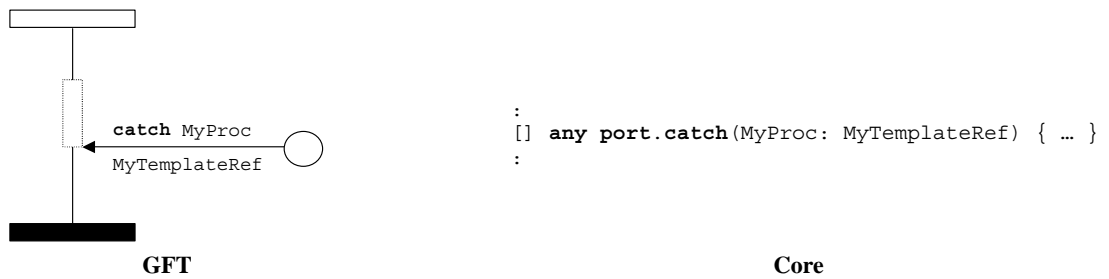 catch MyProc
MyTemplateRef
GFT
:
[] any port.catch(MyProc: MyTemplateRef) { … }
:
Core